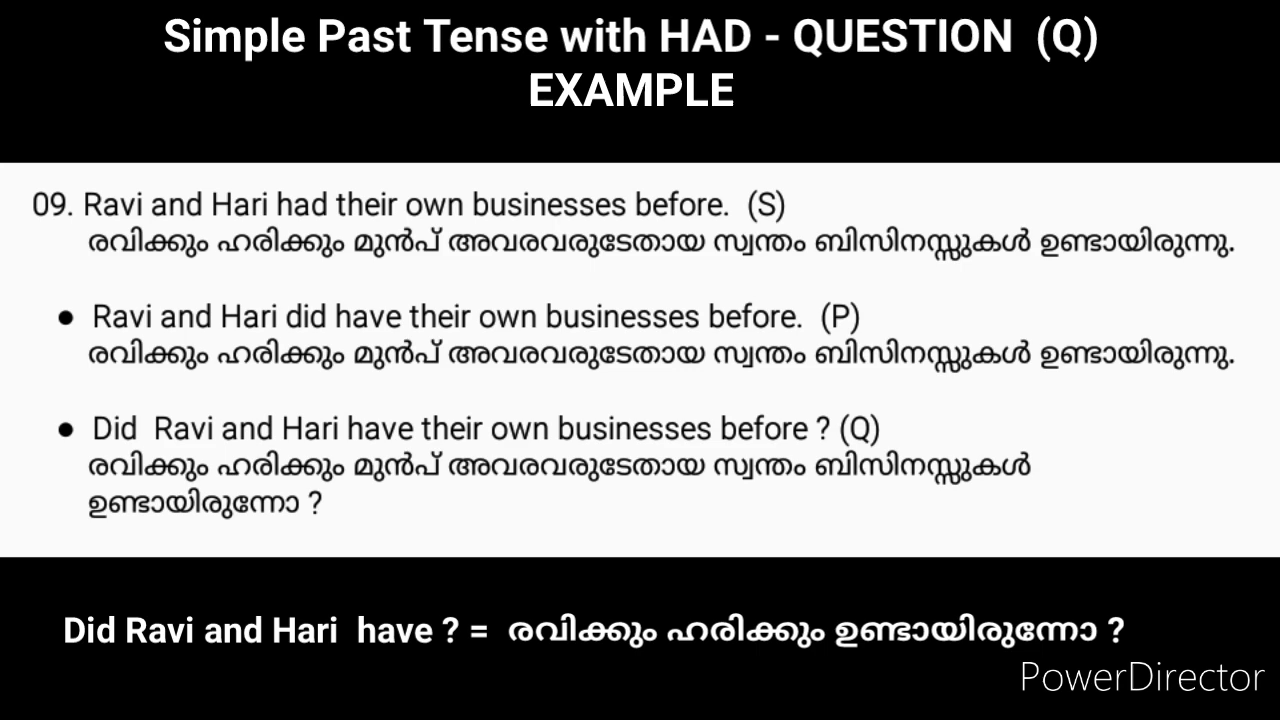 Simple Past Tense with HAD - QUESTION (Q)
EXAMPLE
09. Ravi and Hari had their own businesses before. (S)
രവിക്കും ഹരിക്കും മുൻപ് അവരവരുടേതായ സ്വന്തം ബിസിനസ്സുകൾ ഉണ്ടായിരുന്നു.
● Ravi and Hari did have their own businesses before. (P)
രവിക്കും ഹരിക്കും മുൻപ് അവരവരുടേതായ സ്വന്തം ബിസിനസ്സുകൾ ഉണ്ടായിരുന്നു.
● Did Ravi and Hari have their own businesses before ? (Q)
രവിക്കും ഹരിക്കും മുൻപ് അവരവരുടേതായ സ്വന്തം ബിസിനസ്സുകൾ
ഉണ്ടായിരുന്നോ ?
Did Ravi and Hari have ? = രവിക്കും ഹരിക്കും ഉണ്ടായിരുന്നോ ?
PowerDirector